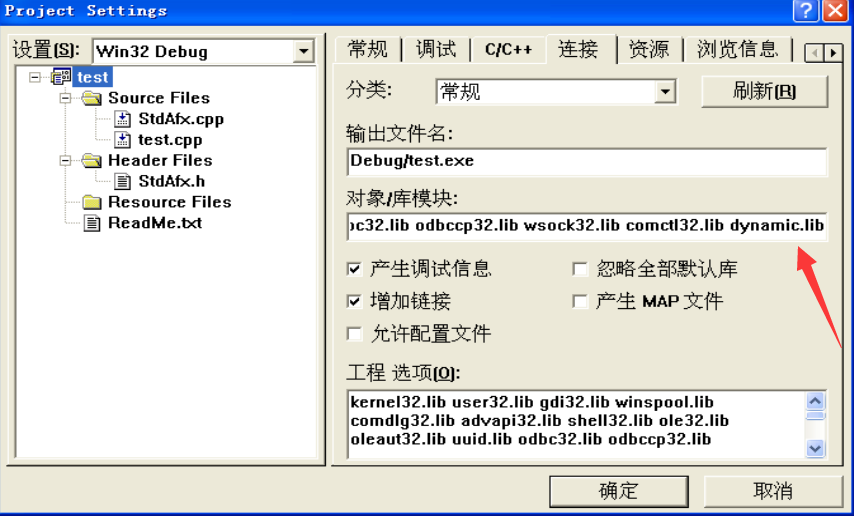 Project Settings
设置[S]:
Win32 Debug
test
Source Files
StdAfx.cpp
test.cpp
Header Files
StdAfx.h
Resource Files
ReadMe.txt
常规
调试
C/C++
连接
资源
浏览信息
分类:
常规
刷新[R]
输出文件名:
Debug/test.exe
对象/库模块:
odbccp32.lib wsock32.lib comctl32.lib dynamic.lib
产生调试信息
忽略全部默认库
增加链接
产生 MAP 文件
允许配置文件
工程 选项[O]:
kernel32.lib user32.lib gdi32.lib winspool.lib
comdlg32.lib advapi32.lib shell32.lib ole32.lib
oleaut32.lib uuid.lib odbc32.lib odbccp32.lib
确定
取消